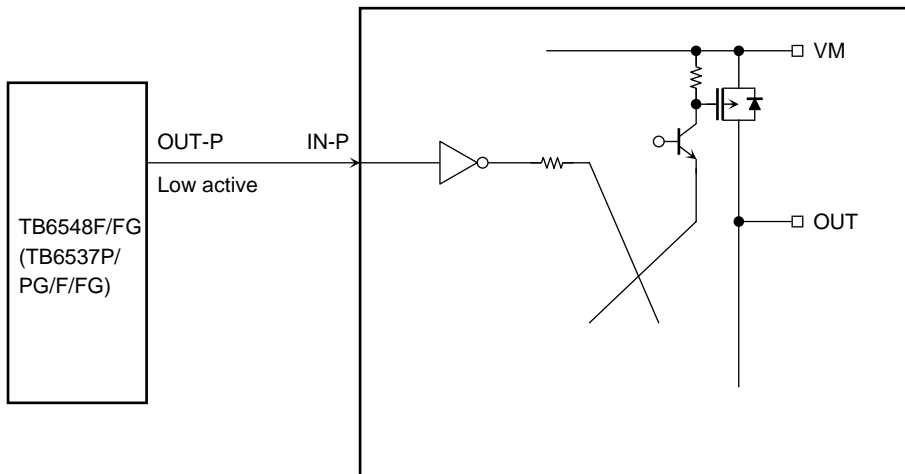 VM
OUT-P
IN-P
Low active
TB6548F/FG
(TB6537P/
PG/F/FG)
OUT